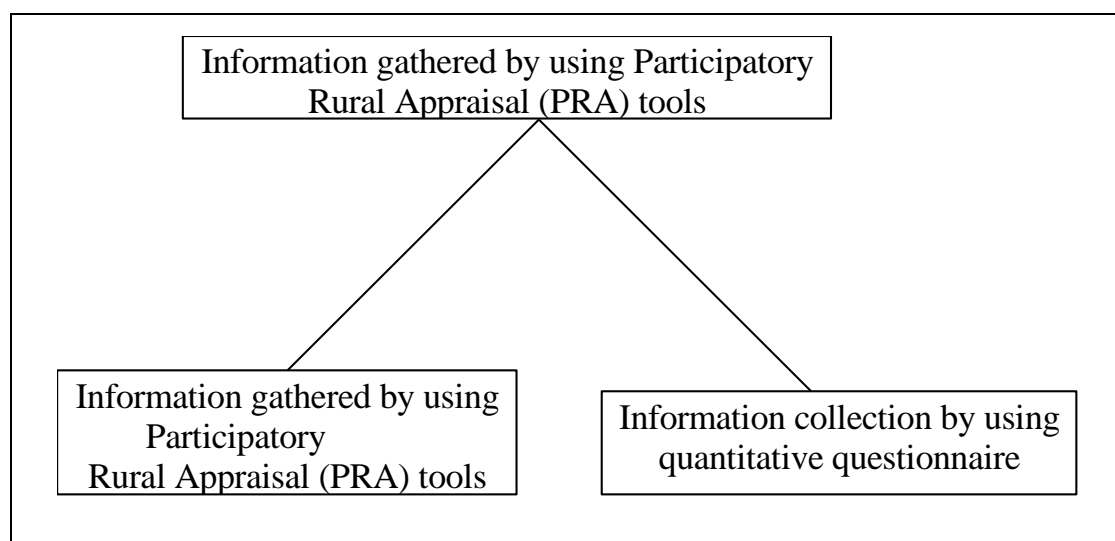 Information gathered by using Participatory
Rural Appraisal (PRA) tools
Information gathered by using
Participatory
Rural Appraisal (PRA) tools
Information collection by using
quantitative questionnaire